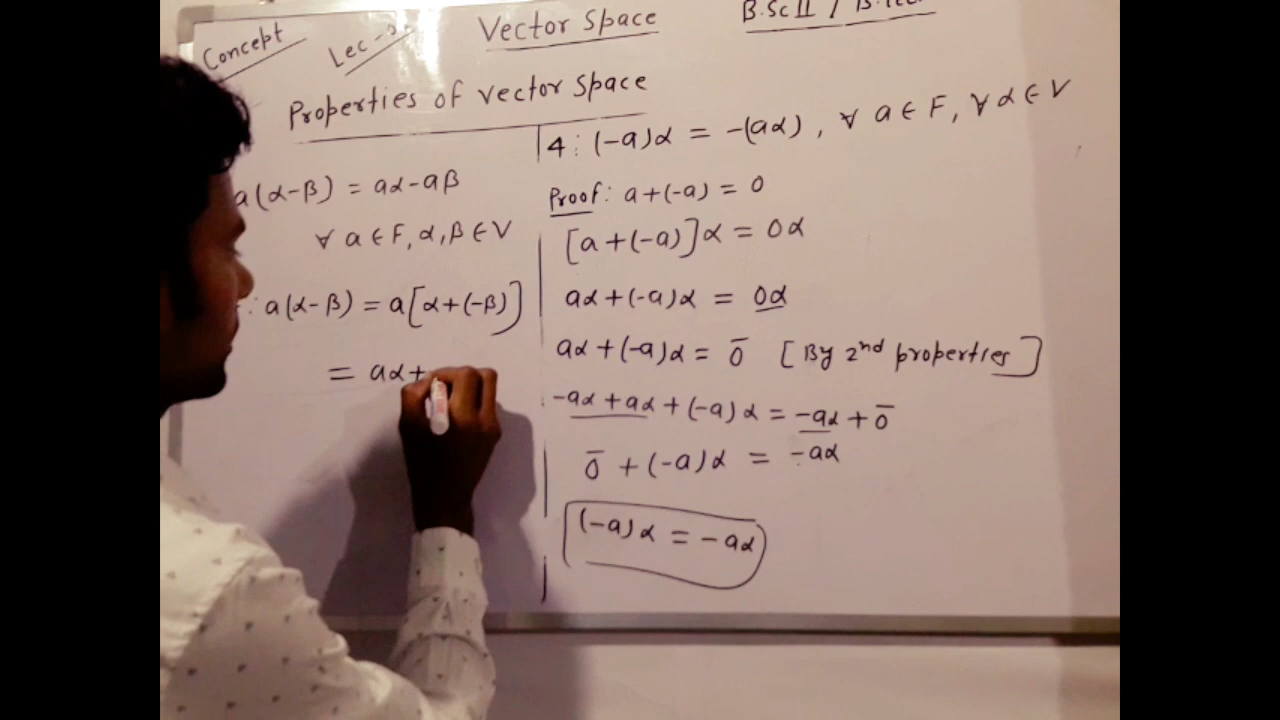 Concept
Lec -
Vector Space
B.Sc II /
Properties of vector space
a(α-β) = aα-aβ
∀ a∈F, α,β∈V
: a(α-β) = a[α+(-β)]
= aα+
4: (-a)α = -(aα), ∀ a∈F, ∀ α∈V
Proof: a+(-a) = 0
[a+(-a)]α = 0α
aα+(-a)α = 0α
aα+(-a)α = 0̄ [By 2nd properties]
-aα+aα+(-a)α = -aα+0̄
0̄+(-a)α = -aα
(-a)α = -aα